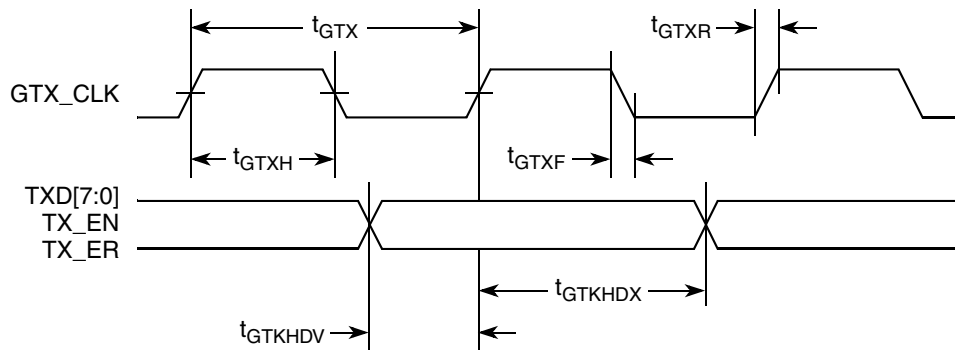 tGTX
tGTXR
GTX_CLK
tGTXH
tGTXF
TXD[7:0]
TX_EN
TX_ER
tGTKHDX
tGTKHDV